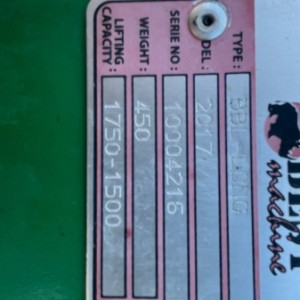 TYPE :
MODEL : 2017
SERIE NO : 10004216
WEIGHT : 450
LIFTING CAPACITY : 1750-1500
machine